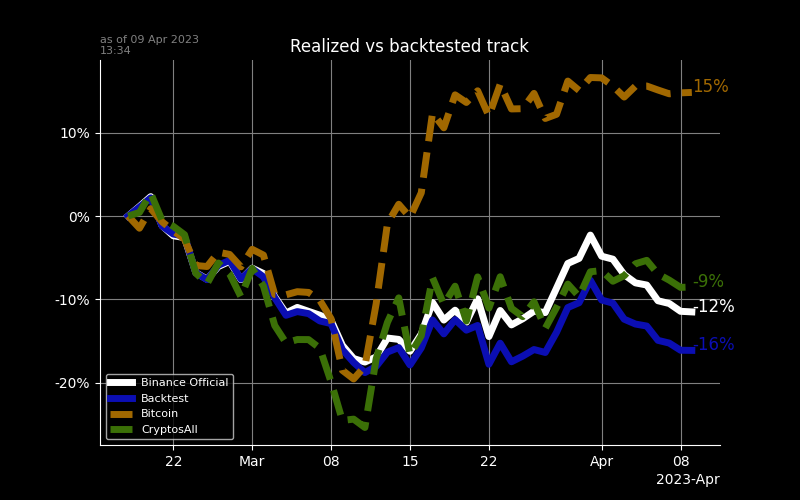 as of 09 Apr 2023
13:34
Realized vs backtested track
10%
0%
-10%
-20%
15%
-9%
-12%
-16%
Binance Official
Backtest
Bitcoin
CryptosAll
22
Mar
08
15
22
Apr
08
2023-Apr